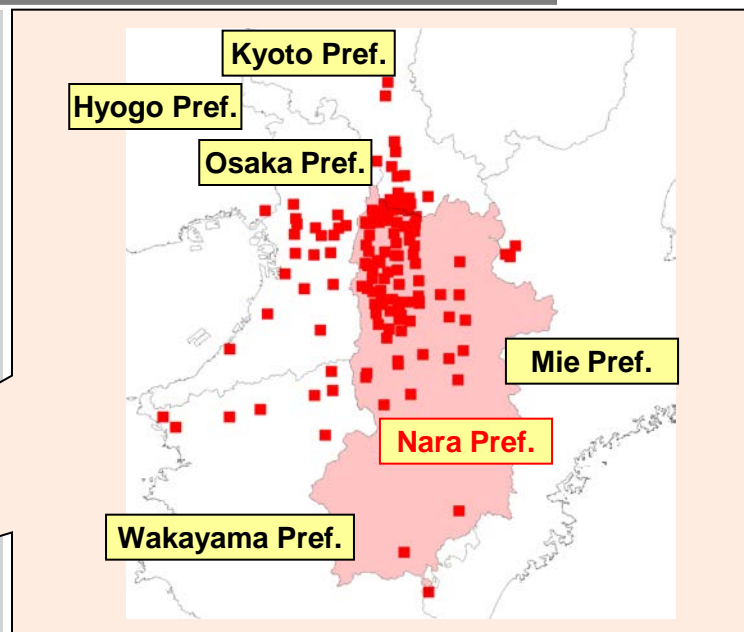 Kyoto Pref.
Hyogo Pref.
Osaka Pref.
Mie Pref.
Nara Pref.
Wakayama Pref.